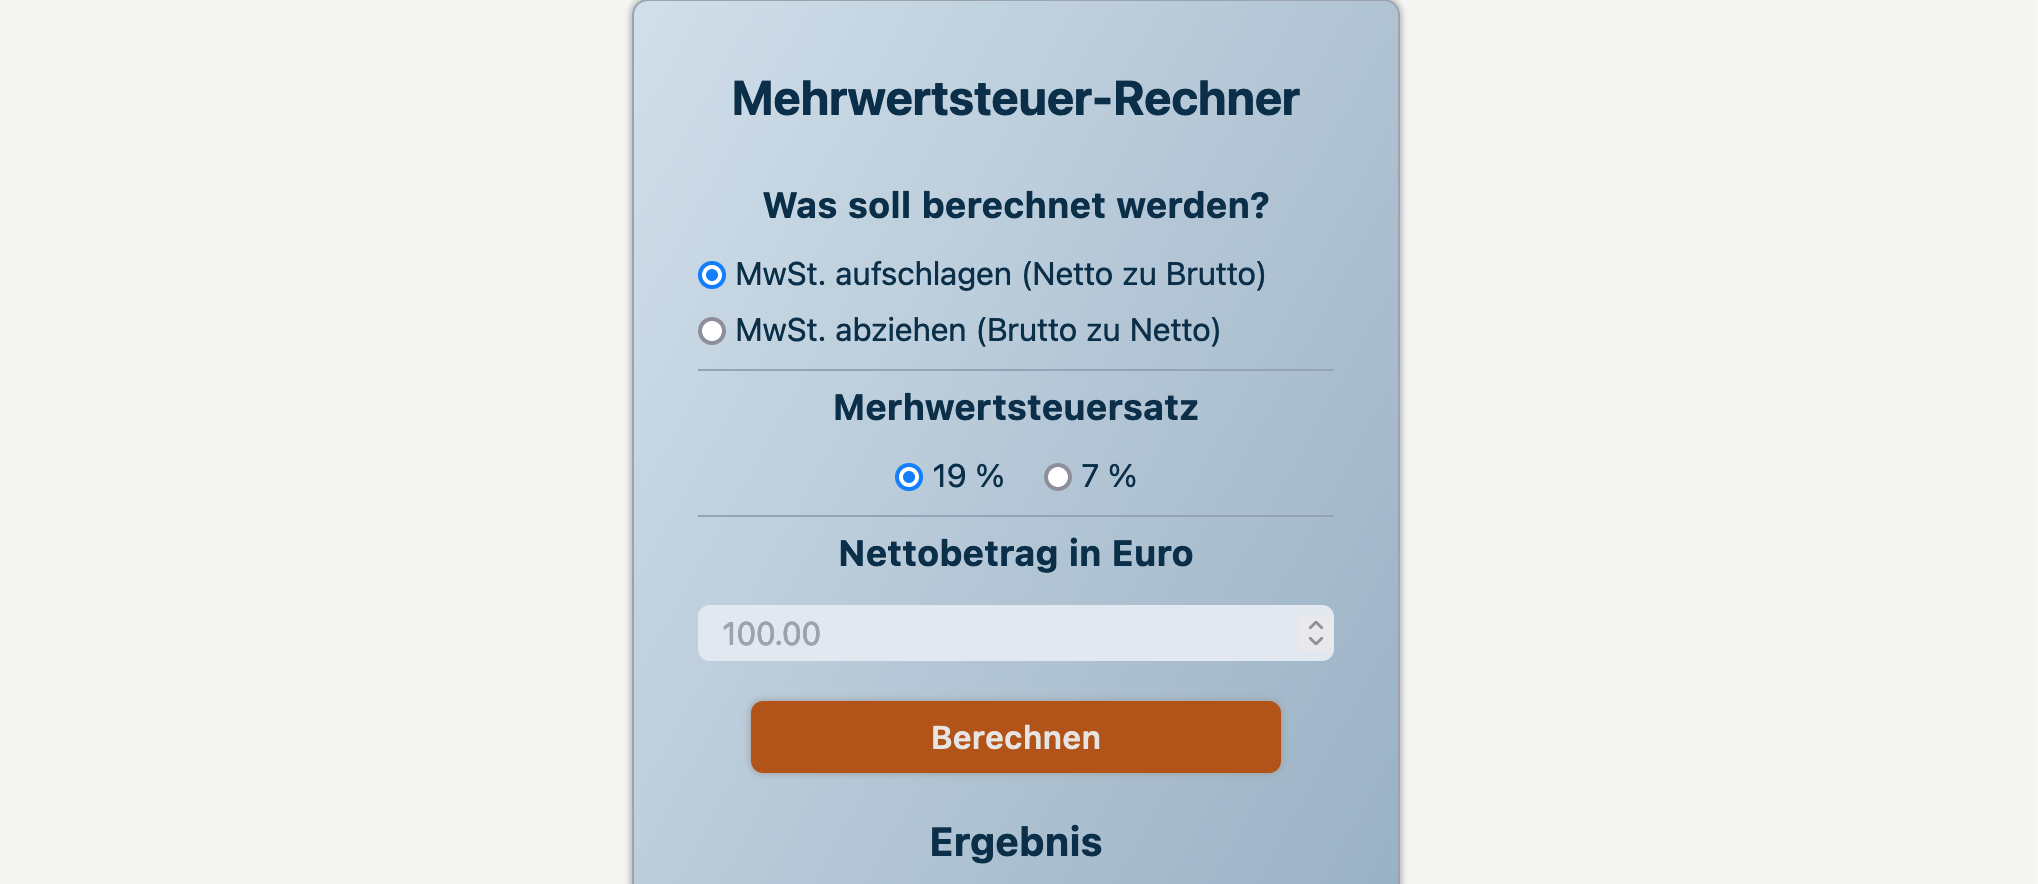 Mehrwertsteuer-Rechner
Was soll berechnet werden?
MwSt. aufschlagen (Netto zu Brutto)
MwSt. abziehen (Brutto zu Netto)
Merhwertsteuersatz
19 % 7 %
Nettobetrag in Euro
100.00
Berechnen
Ergebnis